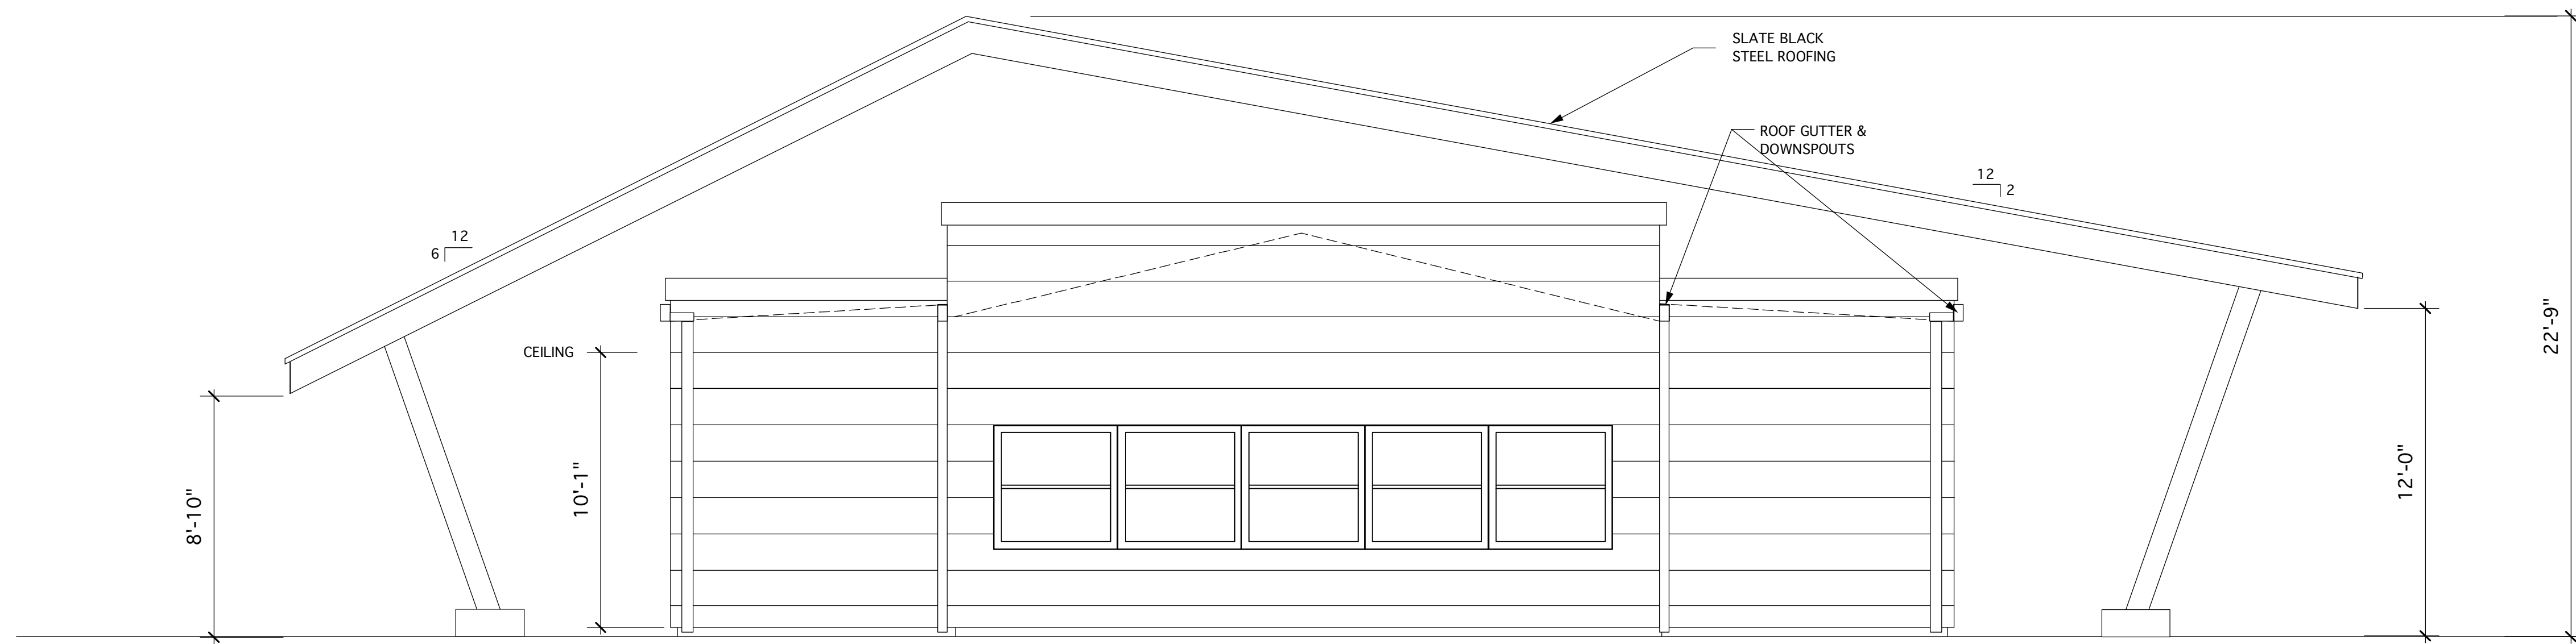 SLATE BLACK
STEEL ROOFING
ROOF GUTTER &
DOWNSPOUTS
12
2
12
6
CEILING
22'-9"
12'-0"
10'-1"
8'-10"